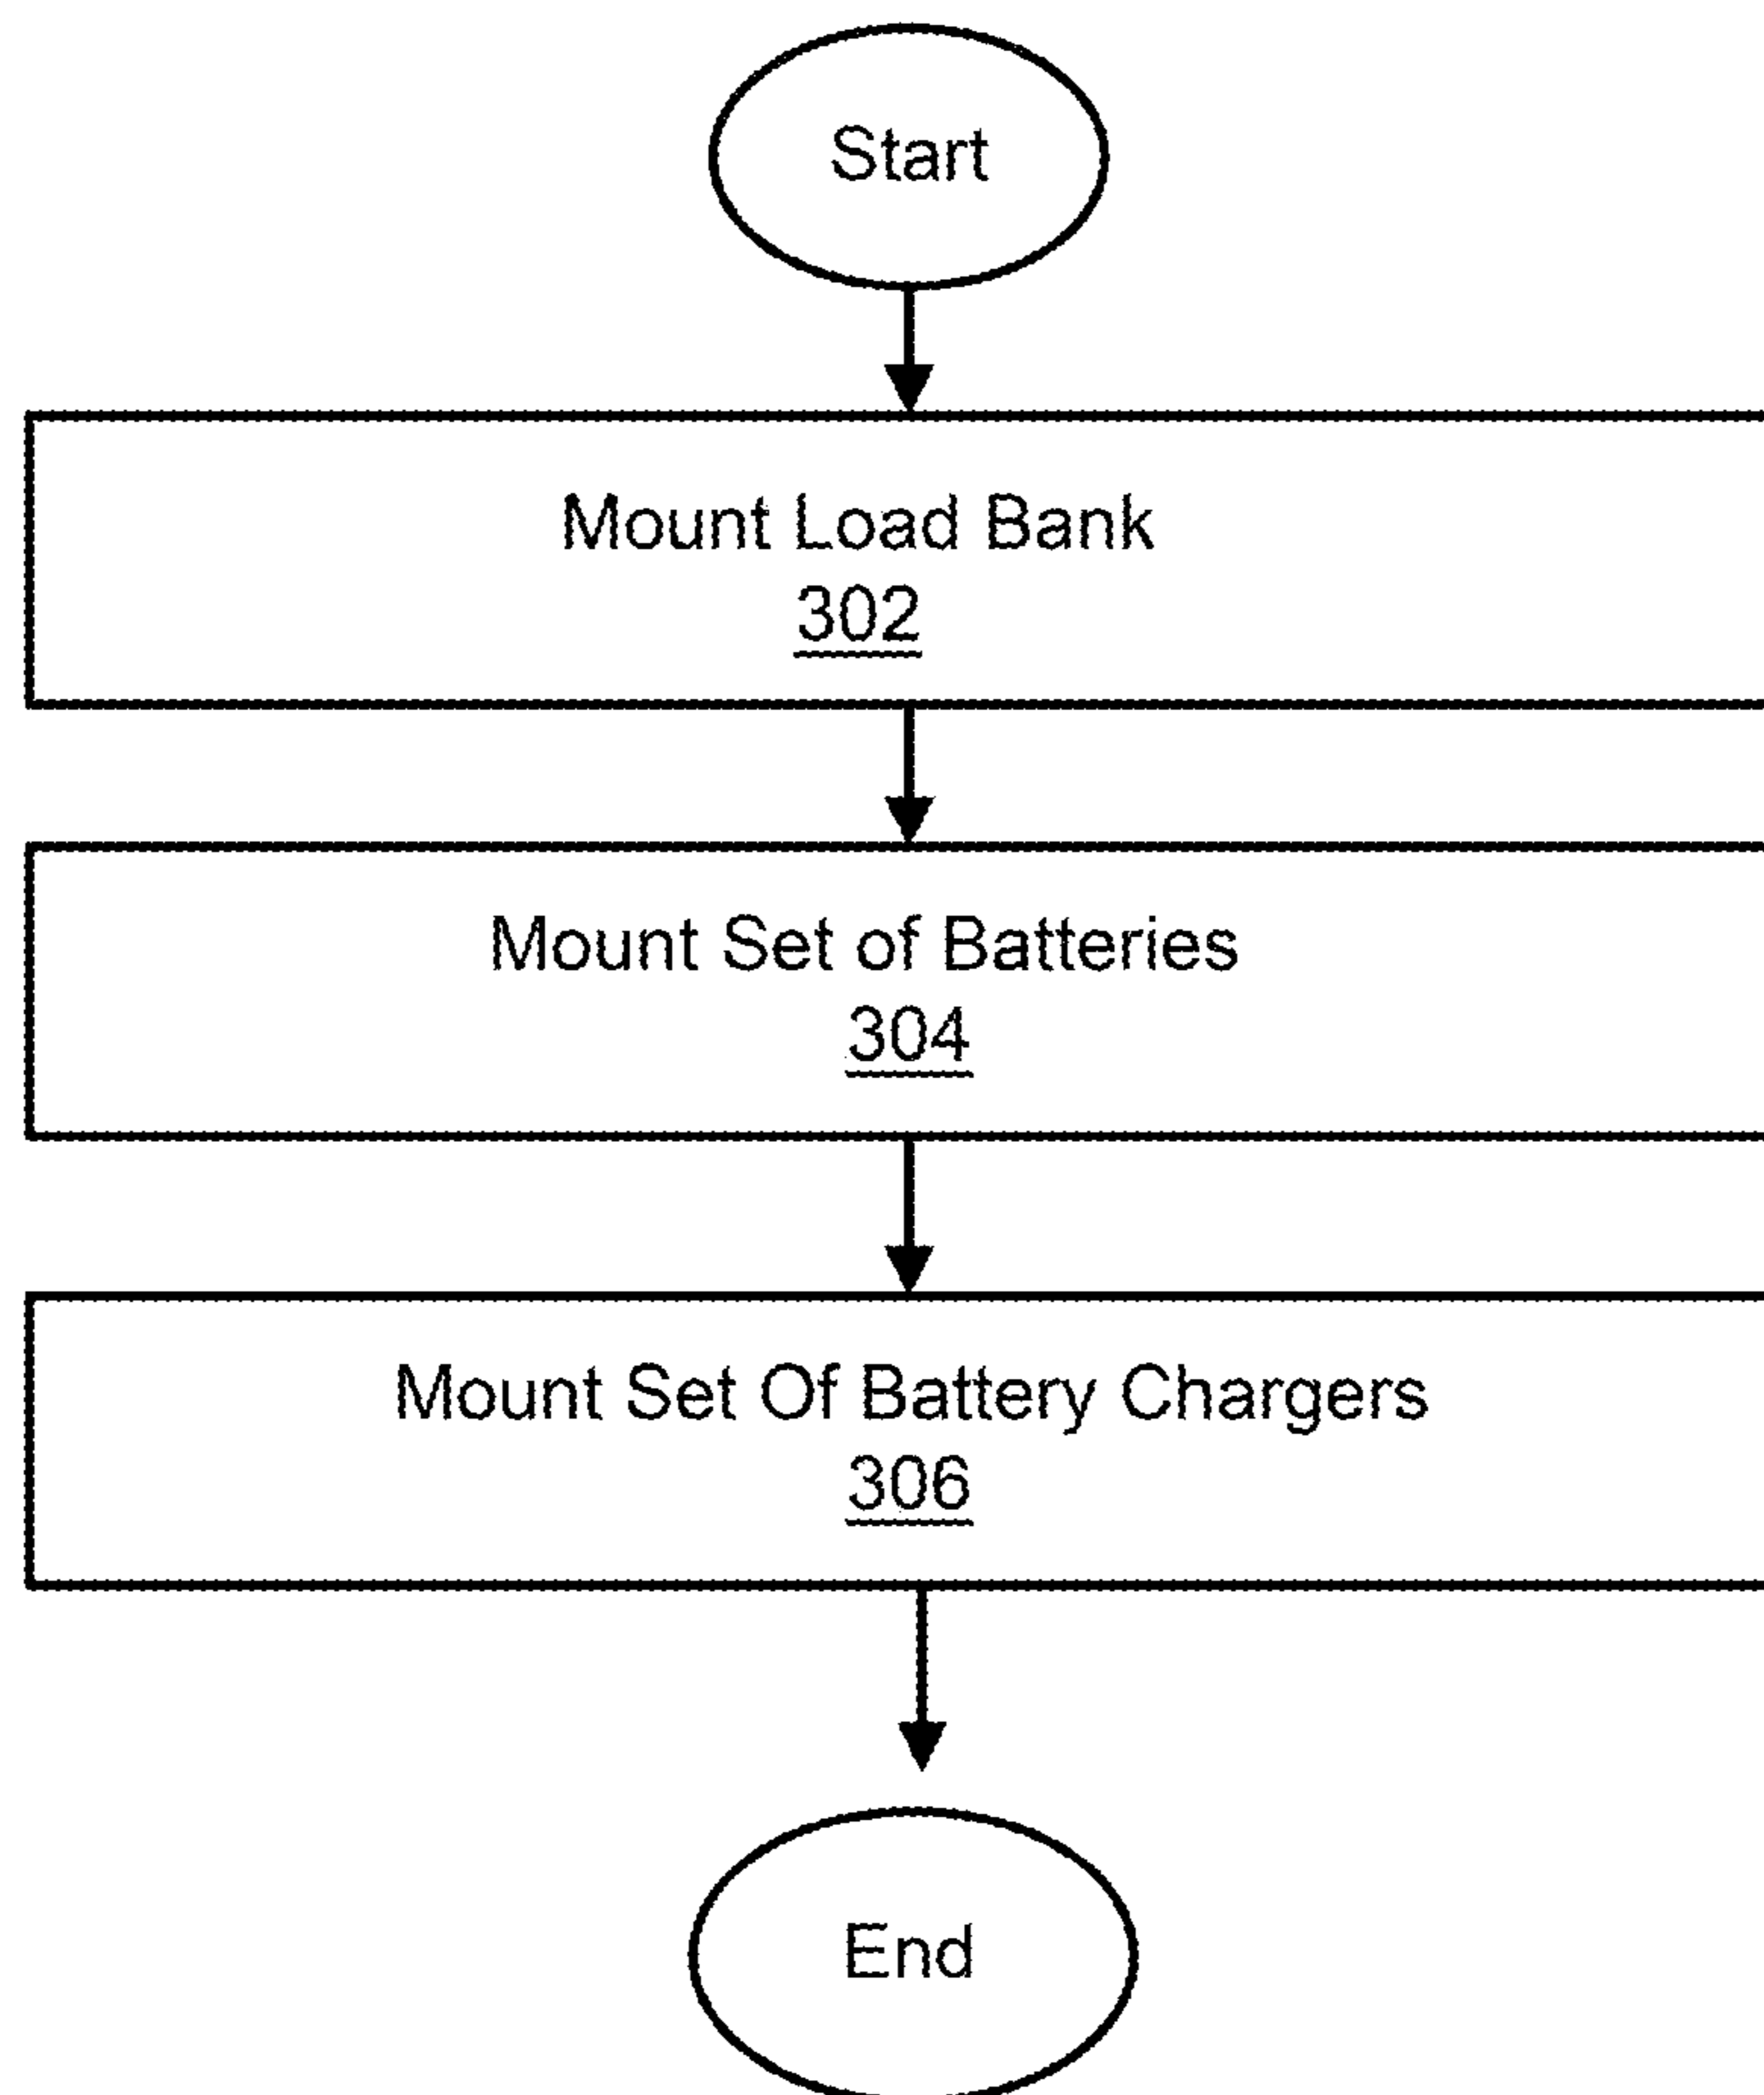 Start
Mount Load Bank
302
Mount Set of Batteries
304
Mount Set Of Battery Chargers
306
End